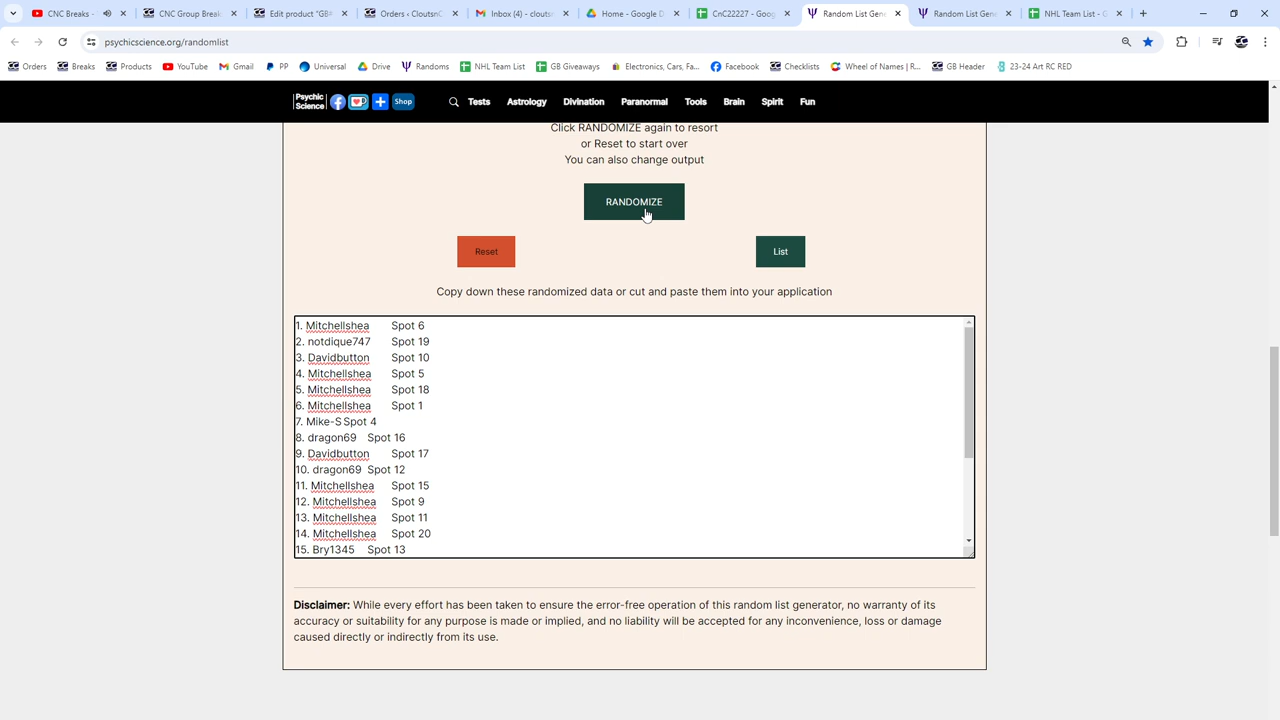 CNC Breaks -
CNC Group Break
Edit product “GB#
Orders ‹ CloutsnC
Inbox (4) - clouts
Home - Google D
CnC22227 - Goog
Random List Gene
Random List Gene
NHL Team List - G
psychicscience.org/randomlist
Orders
Breaks
Products
YouTube
Gmail
PP
Universal
Drive
Randoms
NHL Team List
GB Giveaways
Electronics, Cars, Fa...
Facebook
Checklists
Wheel of Names | R...
GB Header
23-24 Art RC RED
Psychic
Science
Shop
Tests
Astrology
Divination
Paranormal
Tools
Brain
Spirit
Fun
Click RANDOMIZE again to resort
or Reset to start over
You can also change output
RANDOMIZE
Reset
List
Copy down these randomized data or cut and paste them into your application
1. Mitchellshea Spot 6
2. notdique747 Spot 19
3. Davidbutton Spot 10
4. Mitchellshea Spot 5
5. Mitchellshea Spot 18
6. Mitchellshea Spot 1
7. Mike-S Spot 4
8. dragon69 Spot 16
9. Davidbutton Spot 17
10. dragon69 Spot 12
11. Mitchellshea Spot 15
12. Mitchellshea Spot 9
13. Mitchellshea Spot 11
14. Mitchellshea Spot 20
15. Bry1345 Spot 13
Disclaimer: While every effort has been taken to ensure the error-free operation of this random list generator, no warranty of its
accuracy or suitability for any purpose is made or implied, and no liability will be accepted for any inconvenience, loss or damage
caused directly or indirectly from its use.